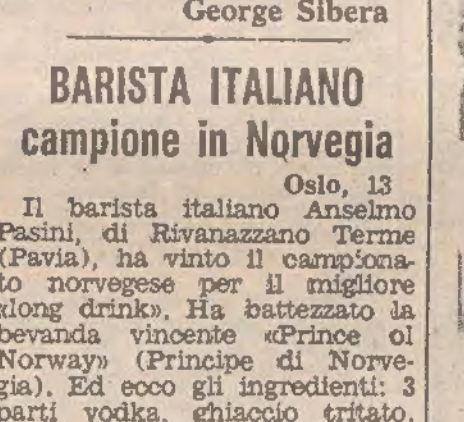 George Sibera
BARISTA ITALIANO
campione in Norvegia
Oslo, 13
Il barista italiano Anselmo
Pasini, di Rivanazzano Terme
(Pavia), ha vinto il campiona-
to norvegese per il migliore
«long drink». Ha battezzato la
bevanda vincente «Prince ol
Norway» (Principe di Norve-
gia). Ed ecco gli ingredienti: 3
parti vodka, ghiaccio tritato,